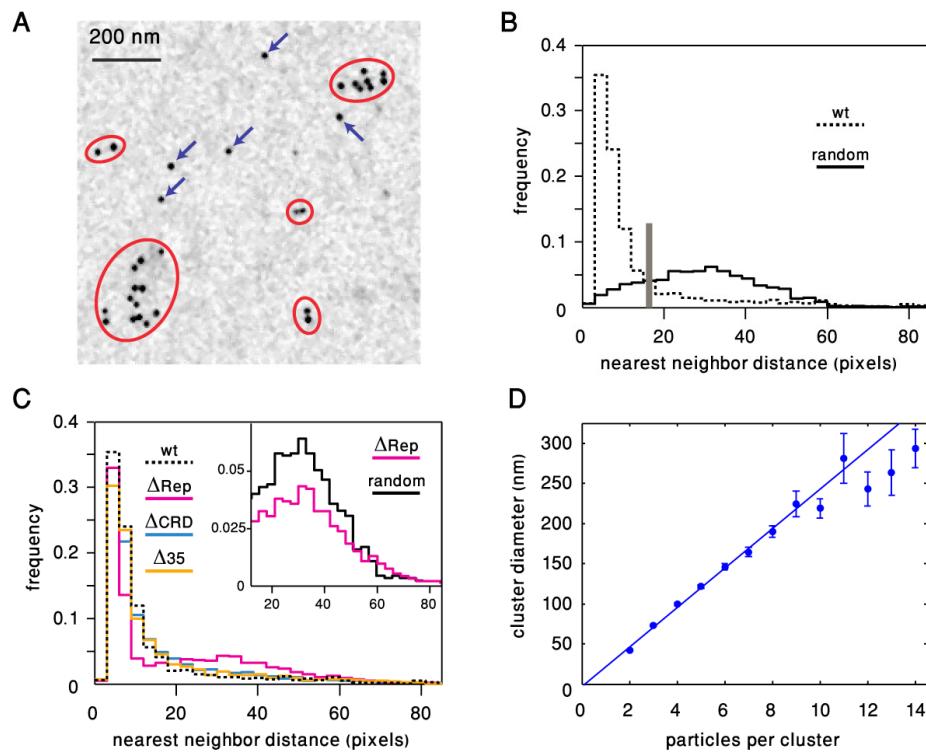 A
200 nm
B
0.4
0.3
0.2
0.1
0
frequency
wt
random
0 20 40 60 80
nearest neighbor distance (pixels)
C
0.4
0.3
0.2
0.1
0
frequency
wt
ΔRep
ΔCRD
Δ35
0.05
0.025
0
ΔRep
random
20 40 60 80
0 20 40 60 80
nearest neighbor distance (pixels)
D
300
250
200
150
100
50
0
cluster diameter (nm)
0 2 4 6 8 10 12 14
particles per cluster